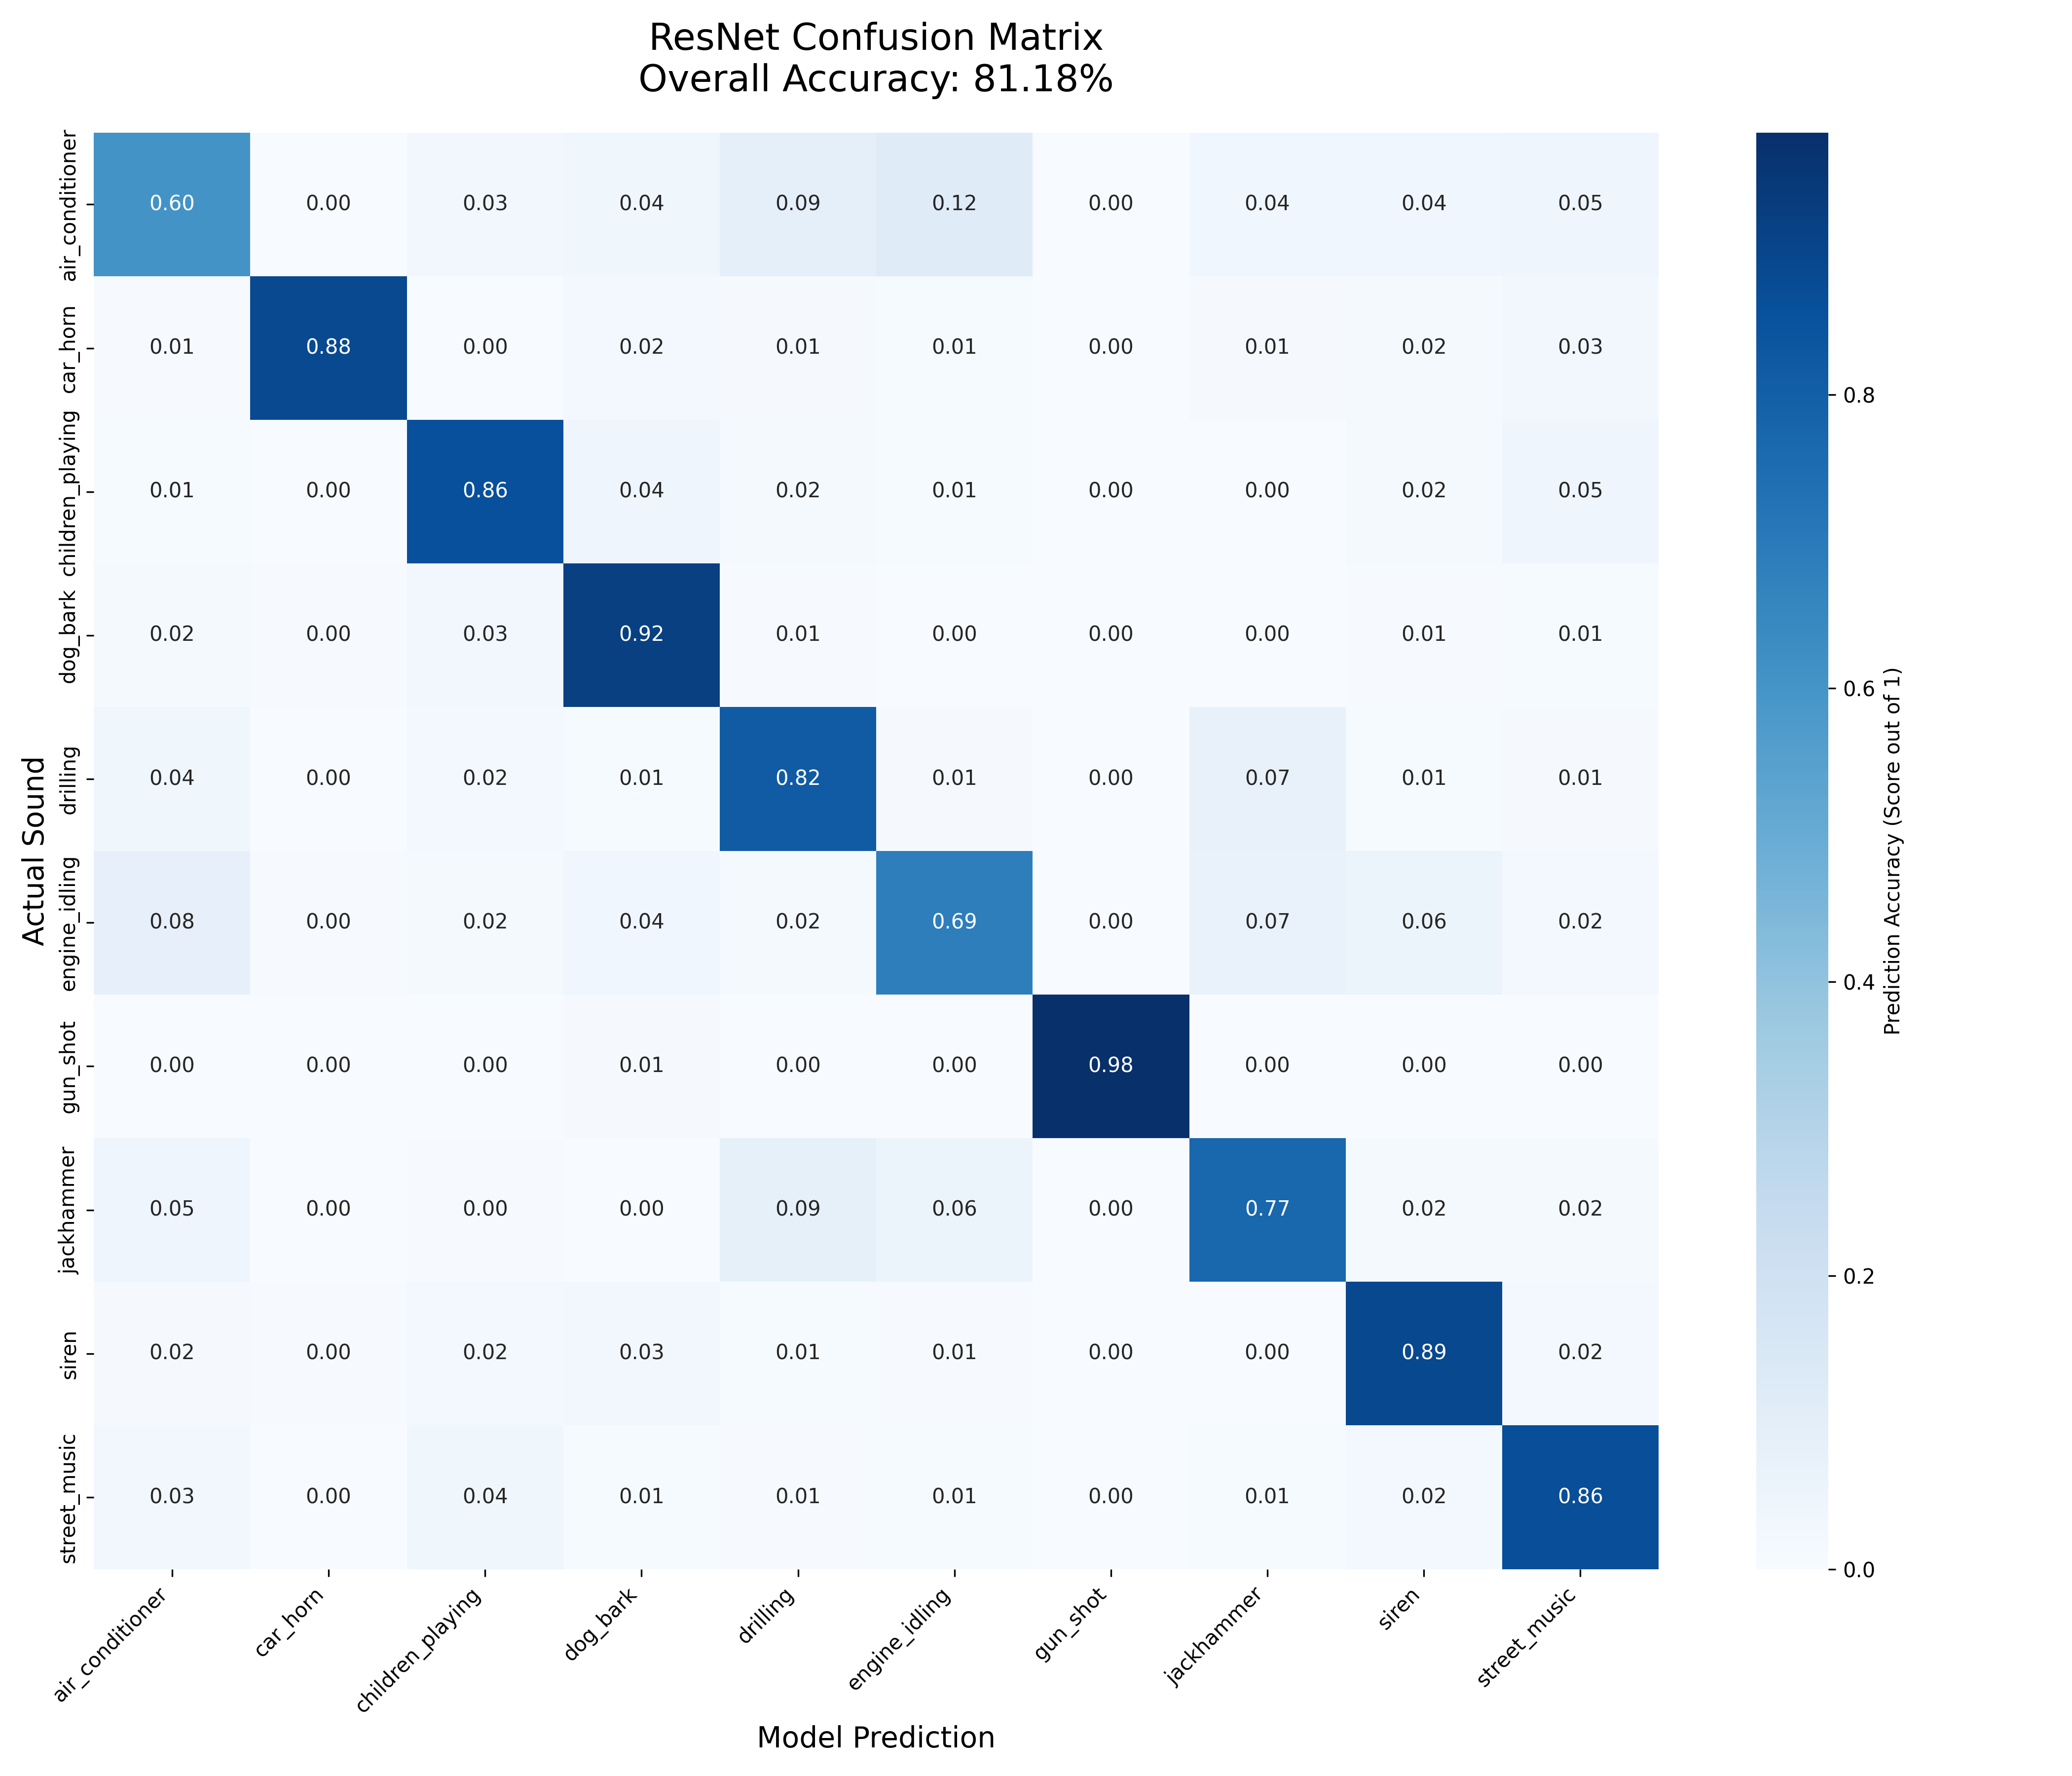 ResNet Confusion Matrix
Overall Accuracy: 81.18%
Actual Sound
air_conditioner 0.60 0.00 0.03 0.04 0.09 0.12 0.00 0.04 0.04 0.05
car_horn 0.01 0.88 0.00 0.02 0.01 0.01 0.00 0.01 0.02 0.03
children_playing 0.01 0.00 0.86 0.04 0.02 0.01 0.00 0.00 0.02 0.05
dog_bark 0.02 0.00 0.03 0.92 0.01 0.00 0.00 0.00 0.01 0.01
drilling 0.04 0.00 0.02 0.01 0.82 0.01 0.00 0.07 0.01 0.01
engine_idling 0.08 0.00 0.02 0.04 0.02 0.69 0.00 0.07 0.06 0.02
gun_shot 0.00 0.00 0.00 0.01 0.00 0.00 0.98 0.00 0.00 0.00
jackhammer 0.05 0.00 0.00 0.00 0.09 0.06 0.00 0.77 0.02 0.02
siren 0.02 0.00 0.02 0.03 0.01 0.01 0.00 0.00 0.89 0.02
street_music 0.03 0.00 0.04 0.01 0.01 0.01 0.00 0.01 0.02 0.86
air_conditioner car_horn children_playing dog_bark drilling engine_idling gun_shot jackhammer siren street_music
Model Prediction
0.8
0.6
0.4
0.2
0.0
Prediction Accuracy (Score out of 1)